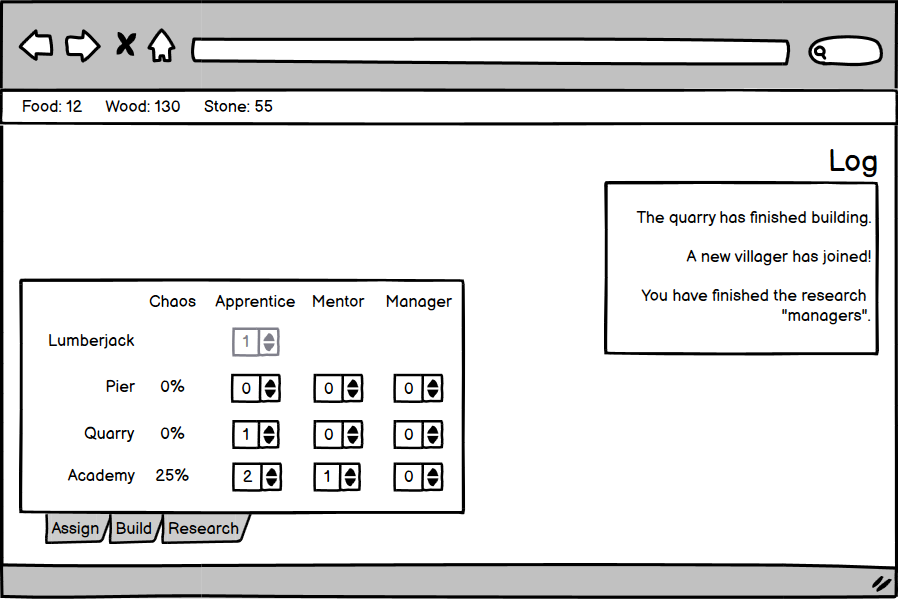 Food: 12 Wood: 130 Stone: 55
Log
The quarry has finished building.
A new villager has joined!
You have finished the research
"managers".
Chaos Apprentice Mentor Manager
Lumberjack 1
Pier 0% 0 0 0
Quarry 0% 1 0 0
Academy 25% 2 1 0
Assign Build Research